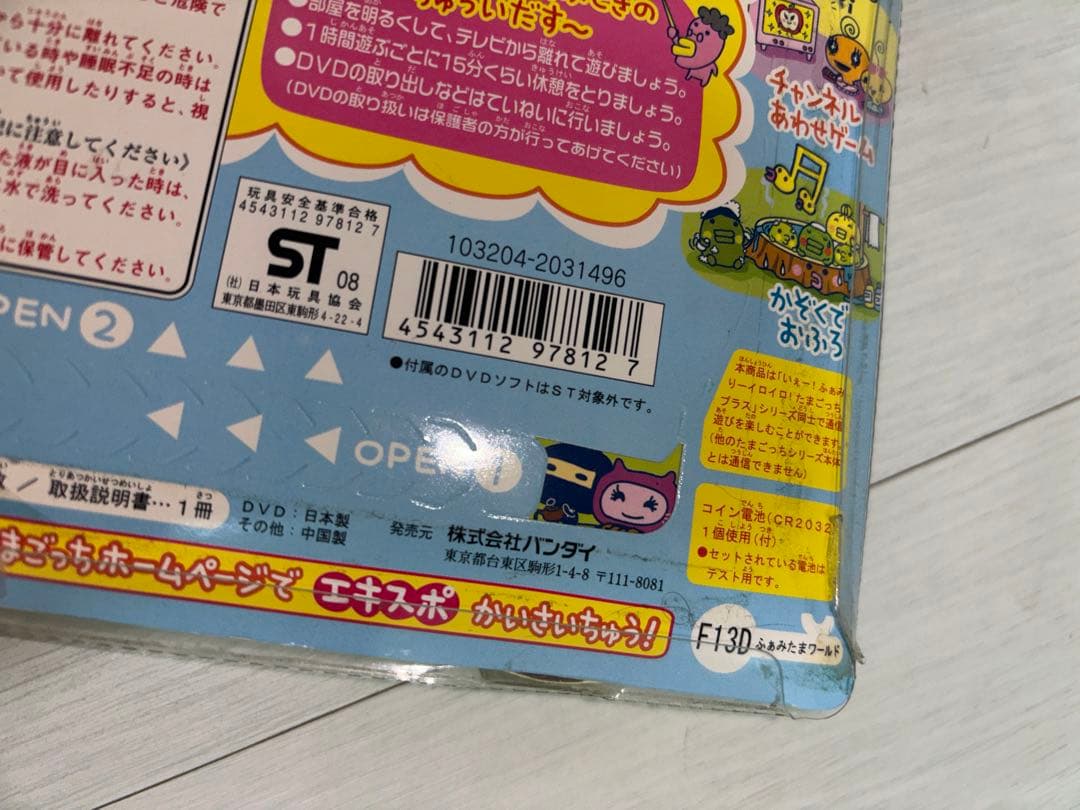 危険で
から十分に離れてください。
いる時や睡眠不足の時は
て使用したりすると、視
に注意してください》
た液が目に入った時は、
水で洗ってください。
に保管してください。
ちゅういだす〜
●部屋を明るくして、テレビから離れて遊びましょう。
●1時間遊ぶごとに15分くらい休憩をとりましょう。
●DVDの取り出しなどはていねいに行いましょう。
(DVDの取り扱いは保護者の方が行ってあげてください)
チャンネル
あわせゲーム
かぞくで
おふろ
玩具安全基準合格
4543112 97812 7
ST 08
(社)日本玩具協会
東京都墨田区東駒形4-22-4
103204-2031496
4543112 97812 7
●付属のDVDソフトはST対象外です。
OPEN 2
OPEN 1
本商品は「いぇー!ふぁみ
りーイロイロ!たまごっち
プラス」シリーズ同士で通信
遊びを楽しむことができます。
(他のたまごっちシリーズ本体
とは通信できません)
コイン電池(CR2032)
1個使用(付)
●セットされている電池は
テスト用です。
/ 取扱説明書…1冊
DVD:日本製
その他:中国製
発売元 株式会社バンダイ
東京都台東区駒形1-4-8 〒111-8081
まごっちホームページで エキスポ かいさいちゅう!
F13D ふぁみたまワールド